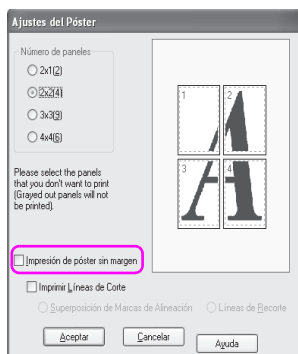 Ajustes del Póster
Número de paneles
2x1(2)
2x2(4)
3x3(9)
4x4(6)
1
2
3
4
Please select the panels
that you don't want to print
(Grayed out panels will not
be printed).
Impresión de póster sin margen
Imprimir Líneas de Corte
Superposición de Marcas de Alineación
Líneas de Recorte
Aceptar
Cancelar
Ayuda